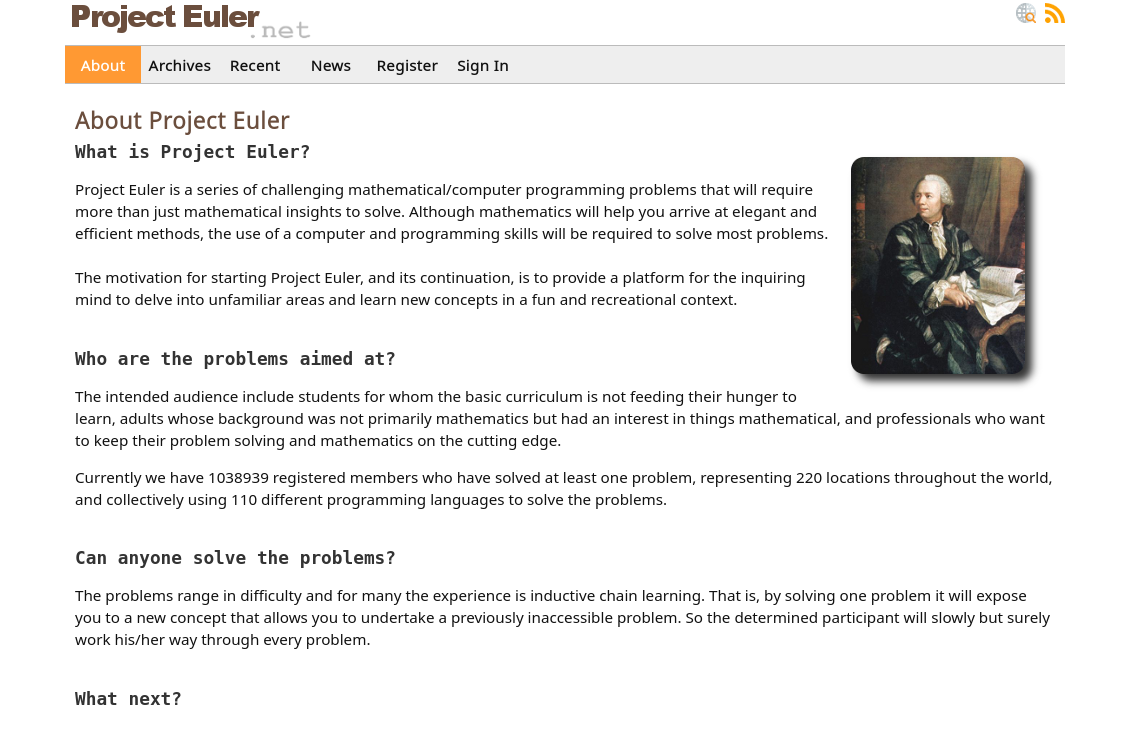 Project Euler.net
About Archives Recent News Register Sign In
About Project Euler
What is Project Euler?
Project Euler is a series of challenging mathematical/computer programming problems that will require
more than just mathematical insights to solve. Although mathematics will help you arrive at elegant and
efficient methods, the use of a computer and programming skills will be required to solve most problems.
The motivation for starting Project Euler, and its continuation, is to provide a platform for the inquiring
mind to delve into unfamiliar areas and learn new concepts in a fun and recreational context.
Who are the problems aimed at?
The intended audience include students for whom the basic curriculum is not feeding their hunger to
learn, adults whose background was not primarily mathematics but had an interest in things mathematical, and professionals who want
to keep their problem solving and mathematics on the cutting edge.
Currently we have 1038939 registered members who have solved at least one problem, representing 220 locations throughout the world,
and collectively using 110 different programming languages to solve the problems.
Can anyone solve the problems?
The problems range in difficulty and for many the experience is inductive chain learning. That is, by solving one problem it will expose
you to a new concept that allows you to undertake a previously inaccessible problem. So the determined participant will slowly but surely
work his/her way through every problem.
What next?